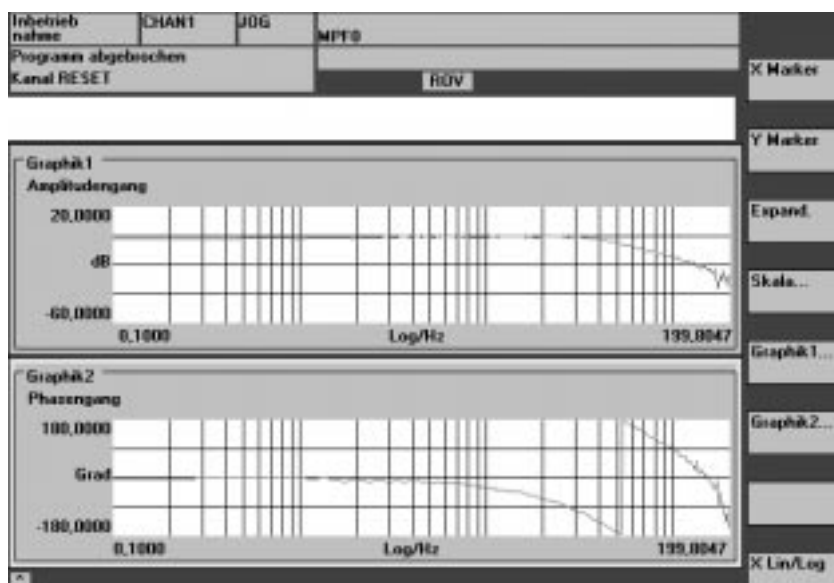 Inbetrieb
nahme
CHAN1
JOG
MPF0
Programm abgebrochen
Kanal RESET
ROV
X Marker
Y Marker
Expand.
Skala...
Graphik1...
Graphik2...
X Lin/Log
Graphik1
Amplitudengang
20,0000
dB
-60,0000
0,1000
Log/Hz
199,8047
Graphik2
Phasengang
180,0000
Grad
-180,0000
0,1000
Log/Hz
199,8047
^